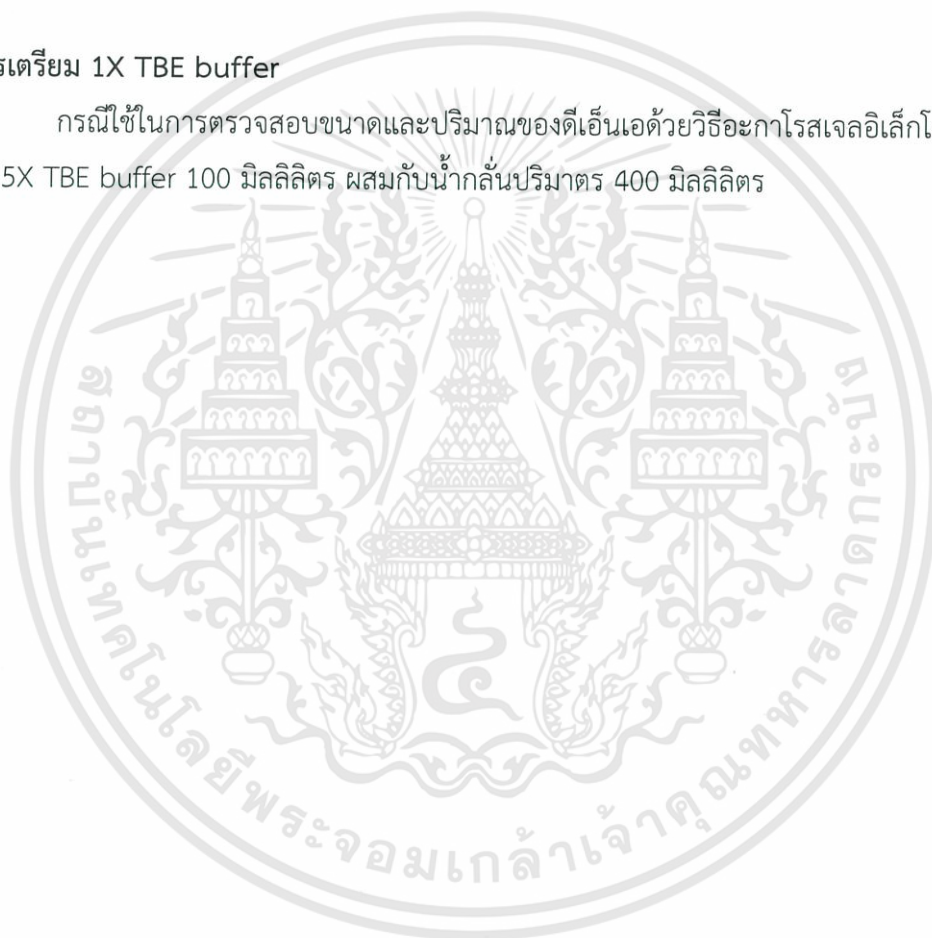 รเตรียม 1X TBE buffer
กรณีใช้ในการตรวจสอบขนาดและปริมาณของดีเอ็นเอด้วยวิธีอะกาโรสเจลอิเล็กโ
5X TBE buffer 100 มิลลิลิตร ผสมกับน้ำกลั่นปริมาตร 400 มิลลิลิตร
สถาบันเทคโนโลยีพระจอมเกล้าเจ้าคุณทหารลาดกระบัง
๔